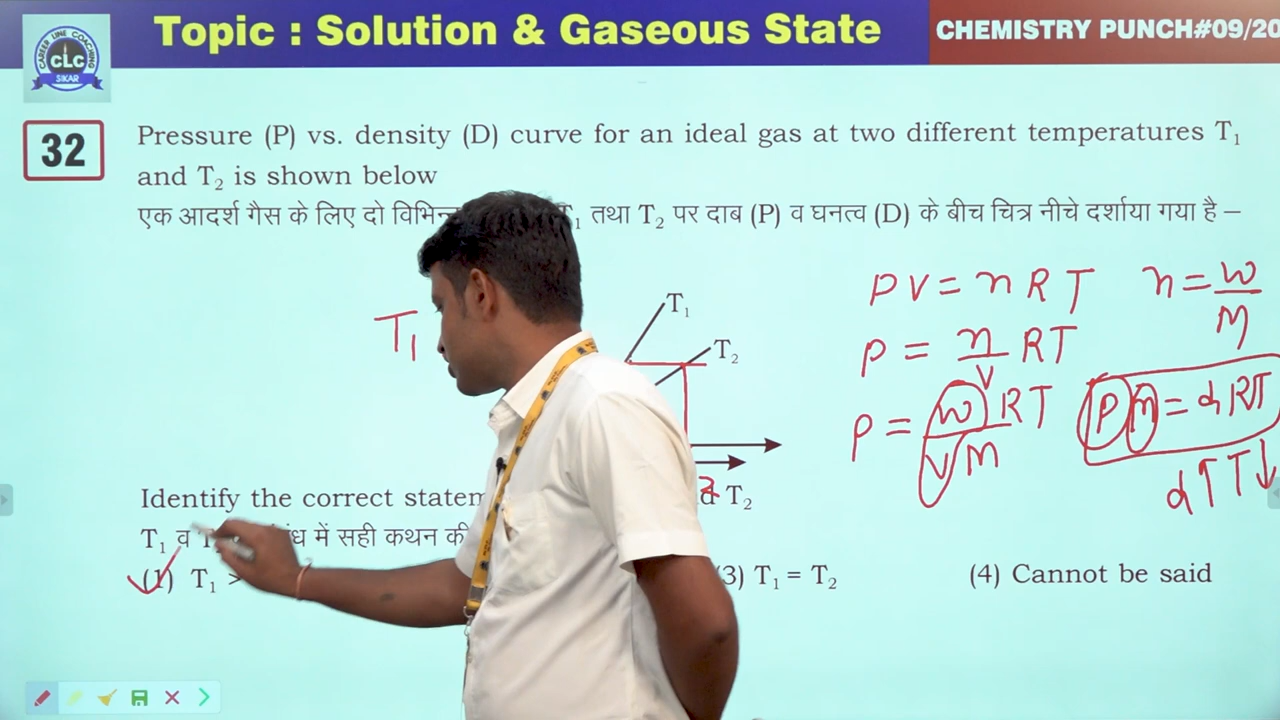 Topic : Solution & Gaseous State
CHEMISTRY PUNCH#09/20
CAREER LINE COACHING
CLC
SIKAR
32
Pressure (P) vs. density (D) curve for an ideal gas at two different temperatures T₁
and T₂ is shown below
एक आदर्श गैस के लिए दो विभिन्न T₁ तथा T₂ पर दाब (P) व घनत्व (D) के बीच चित्र नीचे दर्शाया गया है –
T₁
T₁
T₂
PV = nRT n = w/M
P = n/V RT
P = w/VM RT
PM = dRT
d↑ T↓
Identify the correct T₂
T₁ व में सही कथन की
(1) T₁ >
(3) T₁ = T₂
(4) Cannot be said